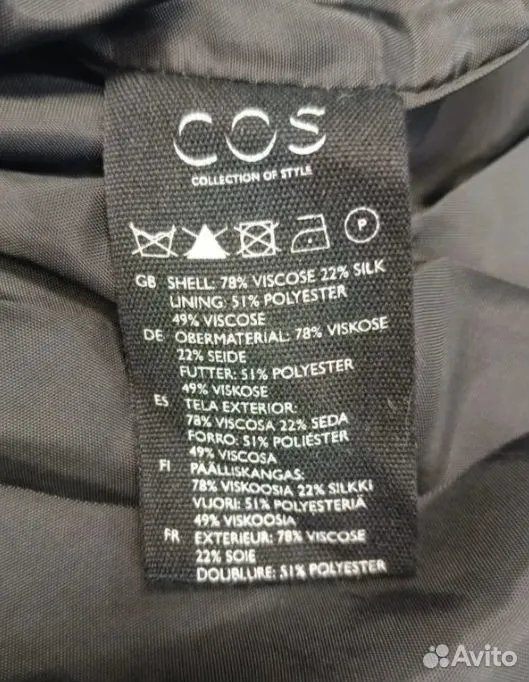 COS
COLLECTION OF STYLE
P
GB SHELL: 78% VISCOSE 22% SILK
LINING: 51% POLYESTER
49% VISCOSE
DE OBERMATERIAL: 78% VISKOSE
22% SEIDE
FUTTER: 51% POLYESTER
49% VISKOSE
ES TELA EXTERIOR:
78% VISCOSA 22% SEDA
FORRO: 51% POLIÉSTER
49% VISCOSA
FI PÄÄLLISKANGAS:
78% VISKOOSIA 22% SILKKI
VUORI: 51% POLYESTERIÄ
49% VISKOOSIA
FR EXTERIEUR: 78% VISCOSE
22% SOIE
DOUBLURE: 51% POLYESTER
Avito